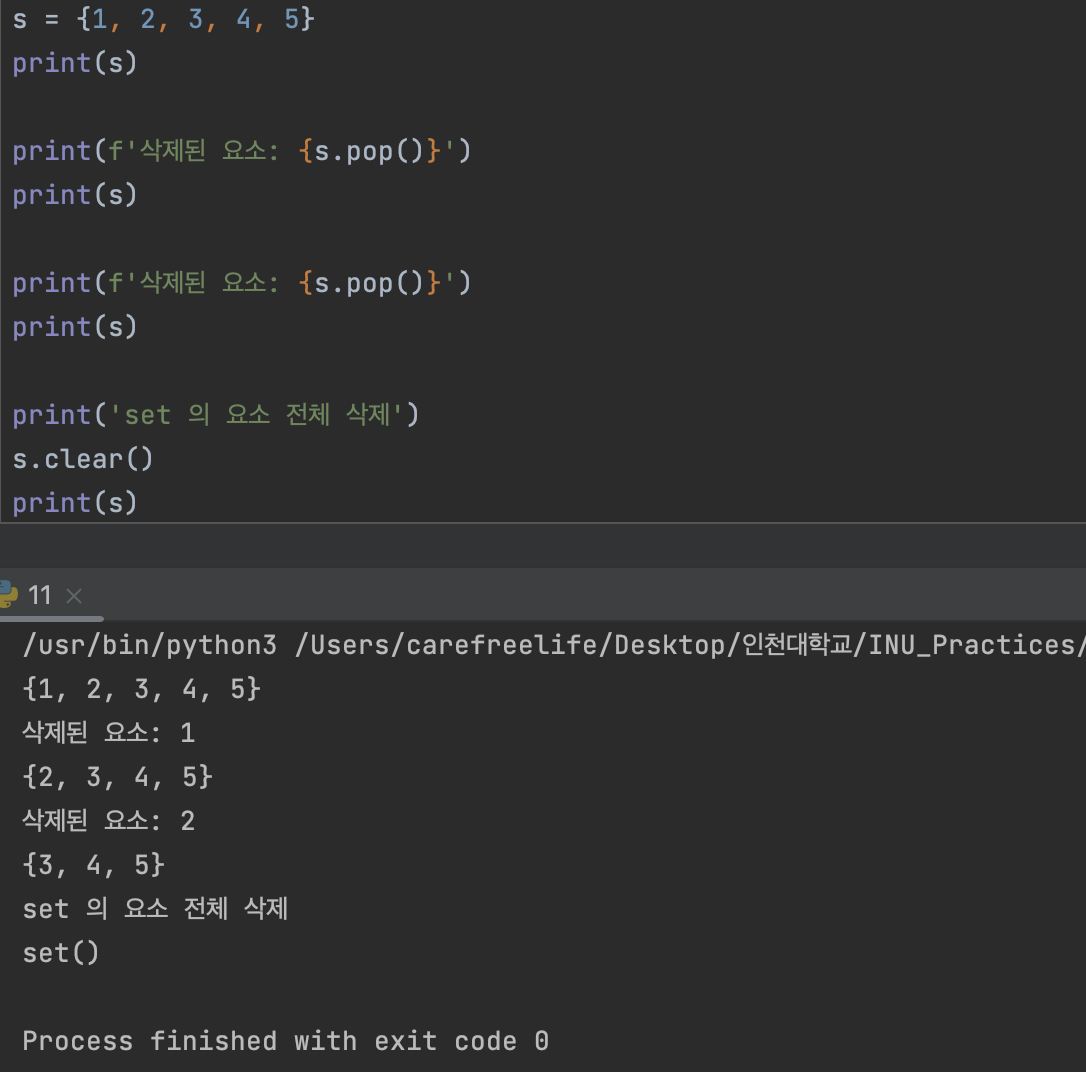 s = {1, 2, 3, 4, 5}
print(s)
print(f'삭제된 요소: {s.pop()}')
print(s)
print(f'삭제된 요소: {s.pop()}')
print(s)
print('set 의 요소 전체 삭제')
s.clear()
print(s)
11
/usr/bin/python3 /Users/carefreelife/Desktop/인천대학교/INU_Practices/
{1, 2, 3, 4, 5}
삭제된 요소: 1
{2, 3, 4, 5}
삭제된 요소: 2
{3, 4, 5}
set 의 요소 전체 삭제
set()
Process finished with exit code 0